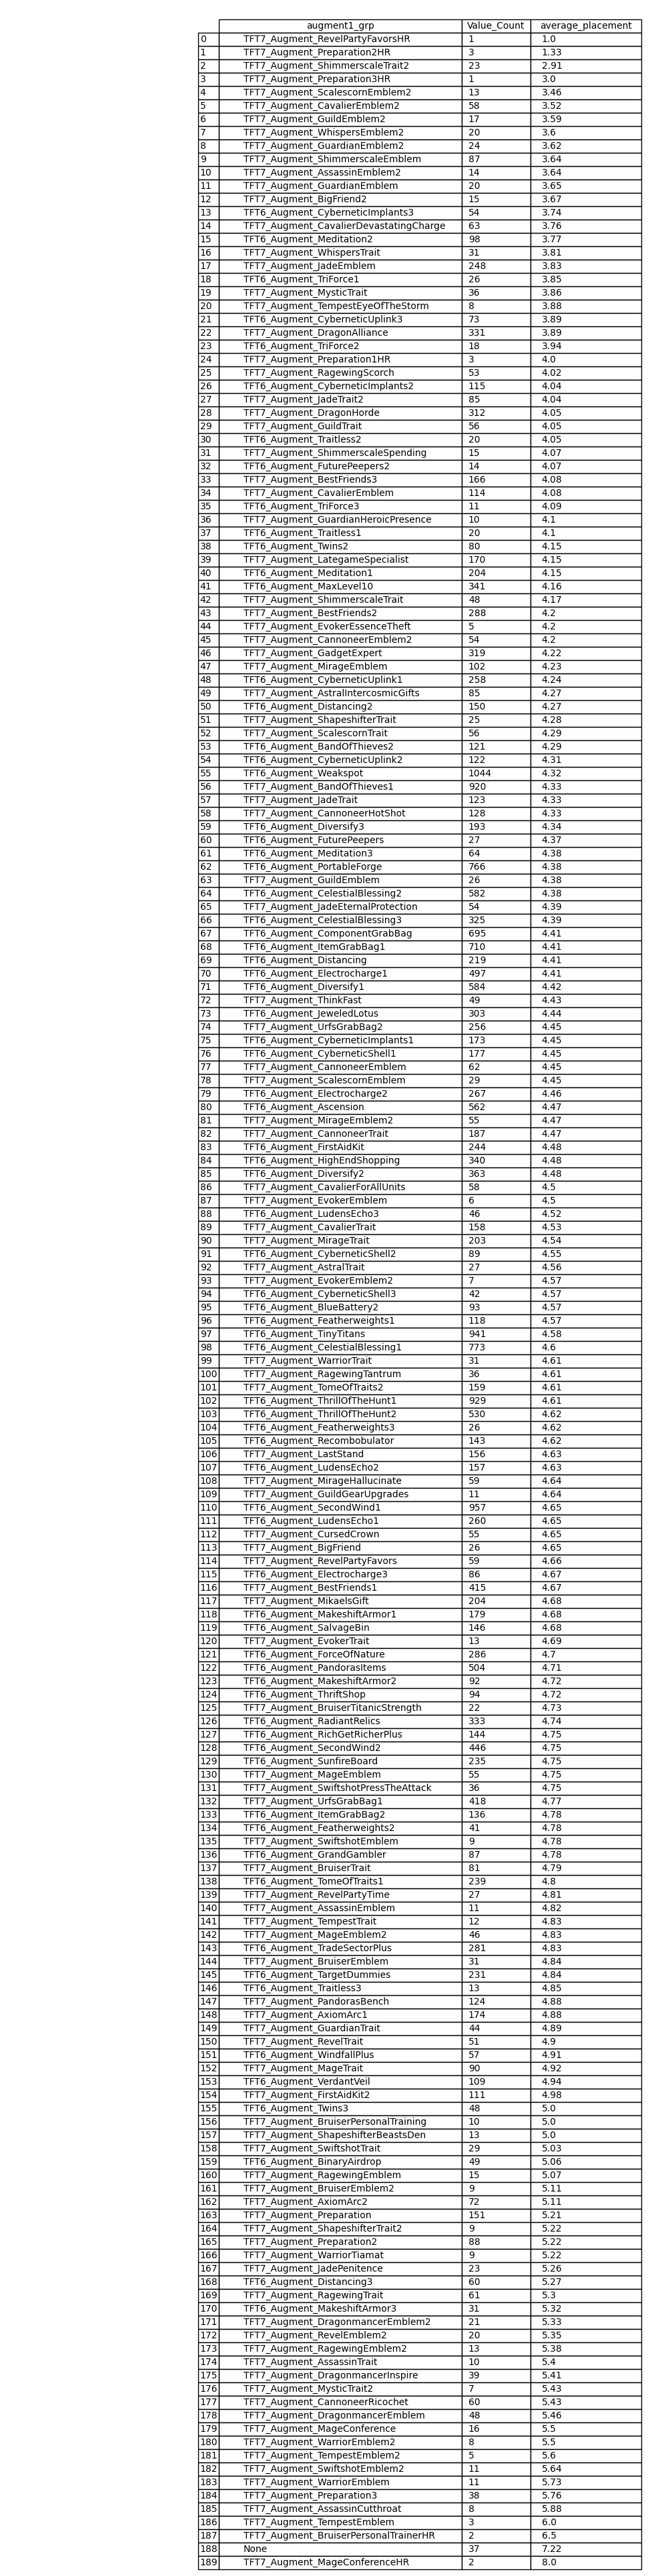 augment1_grp Value_Count average_placement
0 TFT7_Augment_RevelPartyFavorsHR 1 1.0
1 TFT7_Augment_Preparation2HR 3 1.33
2 TFT7_Augment_ShimmerscaleTrait2 23 2.91
3 TFT7_Augment_Preparation3HR 1 3.0
4 TFT7_Augment_ScalescornEmblem2 13 3.46
5 TFT7_Augment_CavalierEmblem2 58 3.52
6 TFT7_Augment_GuildEmblem2 17 3.59
7 TFT7_Augment_WhispersEmblem2 20 3.6
8 TFT7_Augment_GuardianEmblem2 24 3.62
9 TFT7_Augment_ShimmerscaleEmblem 87 3.64
10 TFT7_Augment_AssassinEmblem2 14 3.64
11 TFT7_Augment_GuardianEmblem 20 3.65
12 TFT7_Augment_BigFriend2 15 3.67
13 TFT6_Augment_CyberneticImplants3 54 3.74
14 TFT7_Augment_CavalierDevastatingCharge 63 3.76
15 TFT6_Augment_Meditation2 98 3.77
16 TFT7_Augment_WhispersTrait 31 3.81
17 TFT7_Augment_JadeEmblem 248 3.83
18 TFT6_Augment_TriForce1 26 3.85
19 TFT7_Augment_MysticTrait 36 3.86
20 TFT7_Augment_TempestEyeOfTheStorm 8 3.88
21 TFT6_Augment_CyberneticUplink3 73 3.89
22 TFT7_Augment_DragonAlliance 331 3.89
23 TFT6_Augment_TriForce2 18 3.94
24 TFT7_Augment_Preparation1HR 3 4.0
25 TFT7_Augment_RagewingScorch 53 4.02
26 TFT6_Augment_CyberneticImplants2 115 4.04
27 TFT7_Augment_JadeTrait2 85 4.04
28 TFT7_Augment_DragonHorde 312 4.05
29 TFT7_Augment_GuildTrait 56 4.05
30 TFT6_Augment_Traitless2 20 4.05
31 TFT7_Augment_ShimmerscaleSpending 15 4.07
32 TFT6_Augment_FuturePeepers2 14 4.07
33 TFT7_Augment_BestFriends3 166 4.08
34 TFT7_Augment_CavalierEmblem 114 4.08
35 TFT6_Augment_TriForce3 11 4.09
36 TFT7_Augment_GuardianHeroicPresence 10 4.1
37 TFT6_Augment_Traitless1 20 4.1
38 TFT6_Augment_Twins2 80 4.15
39 TFT7_Augment_LategameSpecialist 170 4.15
40 TFT6_Augment_Meditation1 204 4.15
41 TFT6_Augment_MaxLevel10 341 4.16
42 TFT7_Augment_ShimmerscaleTrait 48 4.17
43 TFT7_Augment_BestFriends2 288 4.2
44 TFT7_Augment_EvokerEssenceTheft 5 4.2
45 TFT7_Augment_CannoneerEmblem2 54 4.2
46 TFT7_Augment_GadgetExpert 319 4.22
47 TFT7_Augment_MirageEmblem 102 4.23
48 TFT6_Augment_CyberneticUplink1 258 4.24
49 TFT7_Augment_AstralIntercosmicGifts 85 4.27
50 TFT6_Augment_Distancing2 150 4.27
51 TFT7_Augment_ShapeshifterTrait 25 4.28
52 TFT7_Augment_ScalescornTrait 56 4.29
53 TFT6_Augment_BandOfThieves2 121 4.29
54 TFT6_Augment_CyberneticUplink2 122 4.31
55 TFT6_Augment_Weakspot 1044 4.32
56 TFT7_Augment_BandOfThieves1 920 4.33
57 TFT7_Augment_JadeTrait 123 4.33
58 TFT7_Augment_CannoneerHotShot 128 4.33
59 TFT6_Augment_Diversify3 193 4.34
60 TFT6_Augment_FuturePeepers 27 4.37
61 TFT6_Augment_Meditation3 64 4.38
62 TFT6_Augment_PortableForge 766 4.38
63 TFT7_Augment_GuildEmblem 26 4.38
64 TFT6_Augment_CelestialBlessing2 582 4.38
65 TFT7_Augment_JadeEternalProtection 54 4.39
66 TFT6_Augment_CelestialBlessing3 325 4.39
67 TFT6_Augment_ComponentGrabBag 695 4.41
68 TFT6_Augment_ItemGrabBag1 710 4.41
69 TFT6_Augment_Distancing 219 4.41
70 TFT6_Augment_Electrocharge1 497 4.41
71 TFT6_Augment_Diversify1 584 4.42
72 TFT7_Augment_ThinkFast 49 4.43
73 TFT6_Augment_JeweledLotus 303 4.44
74 TFT7_Augment_UrfsGrabBag2 256 4.45
75 TFT6_Augment_CyberneticImplants1 173 4.45
76 TFT6_Augment_CyberneticShell1 177 4.45
77 TFT7_Augment_CannoneerEmblem 62 4.45
78 TFT7_Augment_ScalescornEmblem 29 4.45
79 TFT6_Augment_Electrocharge2 267 4.46
80 TFT6_Augment_Ascension 562 4.47
81 TFT7_Augment_MirageEmblem2 55 4.47
82 TFT7_Augment_CannoneerTrait 187 4.47
83 TFT6_Augment_FirstAidKit 244 4.48
84 TFT6_Augment_HighEndShopping 340 4.48
85 TFT6_Augment_Diversify2 363 4.48
86 TFT7_Augment_CavalierForAllUnits 58 4.5
87 TFT7_Augment_EvokerEmblem 6 4.5
88 TFT6_Augment_LudensEcho3 46 4.52
89 TFT7_Augment_CavalierTrait 158 4.53
90 TFT7_Augment_MirageTrait 203 4.54
91 TFT6_Augment_CyberneticShell2 89 4.55
92 TFT7_Augment_AstralTrait 27 4.56
93 TFT7_Augment_EvokerEmblem2 7 4.57
94 TFT6_Augment_CyberneticShell3 42 4.57
95 TFT6_Augment_BlueBattery2 93 4.57
96 TFT6_Augment_Featherweights1 118 4.57
97 TFT6_Augment_TinyTitans 941 4.58
98 TFT6_Augment_CelestialBlessing1 773 4.6
99 TFT7_Augment_WarriorTrait 31 4.61
100 TFT7_Augment_RagewingTantrum 36 4.61
101 TFT7_Augment_TomeOfTraits2 159 4.61
102 TFT6_Augment_ThrillOfTheHunt1 929 4.61
103 TFT6_Augment_ThrillOfTheHunt2 530 4.62
104 TFT6_Augment_Featherweights3 26 4.62
105 TFT6_Augment_Recombobulator 143 4.62
106 TFT7_Augment_LastStand 156 4.63
107 TFT6_Augment_LudensEcho2 157 4.63
108 TFT7_Augment_MirageHallucinate 59 4.64
109 TFT7_Augment_GuildGearUpgrades 11 4.64
110 TFT6_Augment_SecondWind1 957 4.65
111 TFT6_Augment_LudensEcho1 260 4.65
112 TFT7_Augment_CursedCrown 55 4.65
113 TFT7_Augment_BigFriend 26 4.65
114 TFT7_Augment_RevelPartyFavors 59 4.66
115 TFT6_Augment_Electrocharge3 86 4.67
116 TFT7_Augment_BestFriends1 415 4.67
117 TFT7_Augment_MikaelsGift 204 4.68
118 TFT6_Augment_MakeshiftArmor1 179 4.68
119 TFT6_Augment_SalvageBin 146 4.68
120 TFT7_Augment_EvokerTrait 13 4.69
121 TFT6_Augment_ForceOfNature 286 4.7
122 TFT6_Augment_PandorasItems 504 4.71
123 TFT6_Augment_MakeshiftArmor2 92 4.72
124 TFT6_Augment_ThriftShop 94 4.72
125 TFT7_Augment_BruiserTitanicStrength 22 4.73
126 TFT6_Augment_RadiantRelics 333 4.74
127 TFT6_Augment_RichGetRicherPlus 144 4.75
128 TFT6_Augment_SecondWind2 446 4.75
129 TFT6_Augment_SunfireBoard 235 4.75
130 TFT7_Augment_MageEmblem 55 4.75
131 TFT7_Augment_SwiftshotPressTheAttack 36 4.75
132 TFT7_Augment_UrfsGrabBag1 418 4.77
133 TFT6_Augment_ItemGrabBag2 136 4.78
134 TFT6_Augment_Featherweights2 41 4.78
135 TFT7_Augment_SwiftshotEmblem 9 4.78
136 TFT6_Augment_GrandGambler 87 4.78
137 TFT7_Augment_BruiserTrait 81 4.79
138 TFT6_Augment_TomeOfTraits1 239 4.8
139 TFT7_Augment_RevelPartyTime 27 4.81
140 TFT7_Augment_AssassinEmblem 11 4.82
141 TFT7_Augment_TempestTrait 12 4.83
142 TFT7_Augment_MageEmblem2 46 4.83
143 TFT6_Augment_TradeSectorPlus 281 4.83
144 TFT7_Augment_BruiserEmblem 31 4.84
145 TFT6_Augment_TargetDummies 231 4.84
146 TFT6_Augment_Traitless3 13 4.85
147 TFT7_Augment_PandorasBench 124 4.88
148 TFT7_Augment_AxiomArc1 174 4.88
149 TFT7_Augment_GuardianTrait 44 4.89
150 TFT7_Augment_RevelTrait 51 4.9
151 TFT6_Augment_WindfallPlus 57 4.91
152 TFT7_Augment_MageTrait 90 4.92
153 TFT6_Augment_VerdantVeil 109 4.94
154 TFT7_Augment_FirstAidKit2 111 4.98
155 TFT6_Augment_Twins3 48 5.0
156 TFT7_Augment_BruiserPersonalTraining 10 5.0
157 TFT7_Augment_ShapeshifterBeastsDen 13 5.0
158 TFT7_Augment_SwiftshotTrait 29 5.03
159 TFT6_Augment_BinaryAirdrop 49 5.06
160 TFT7_Augment_RagewingEmblem 15 5.07
161 TFT7_Augment_BruiserEmblem2 9 5.11
162 TFT7_Augment_AxiomArc2 72 5.11
163 TFT7_Augment_Preparation 151 5.21
164 TFT7_Augment_ShapeshifterTrait2 9 5.22
165 TFT7_Augment_Preparation2 88 5.22
166 TFT7_Augment_WarriorTiamat 9 5.22
167 TFT7_Augment_JadePenitence 23 5.26
168 TFT6_Augment_Distancing3 60 5.27
169 TFT7_Augment_RagewingTrait 61 5.3
170 TFT6_Augment_MakeshiftArmor3 31 5.32
171 TFT7_Augment_DragonmancerEmblem2 21 5.33
172 TFT7_Augment_RevelEmblem2 20 5.35
173 TFT7_Augment_RagewingEmblem2 13 5.38
174 TFT7_Augment_AssassinTrait 10 5.4
175 TFT7_Augment_DragonmancerInspire 39 5.41
176 TFT7_Augment_MysticTrait2 7 5.43
177 TFT7_Augment_CannoneerRicochet 60 5.43
178 TFT7_Augment_DragonmancerEmblem 48 5.46
179 TFT7_Augment_MageConference 16 5.5
180 TFT7_Augment_WarriorEmblem2 8 5.5
181 TFT7_Augment_TempestEmblem2 5 5.6
182 TFT7_Augment_SwiftshotEmblem2 11 5.64
183 TFT7_Augment_WarriorEmblem 11 5.73
184 TFT7_Augment_Preparation3 38 5.76
185 TFT7_Augment_AssassinCutthroat 8 5.88
186 TFT7_Augment_TempestEmblem 3 6.0
187 TFT7_Augment_BruiserPersonalTrainerHR 2 6.5
188 None 37 7.22
189 TFT7_Augment_MageConferenceHR 2 8.0